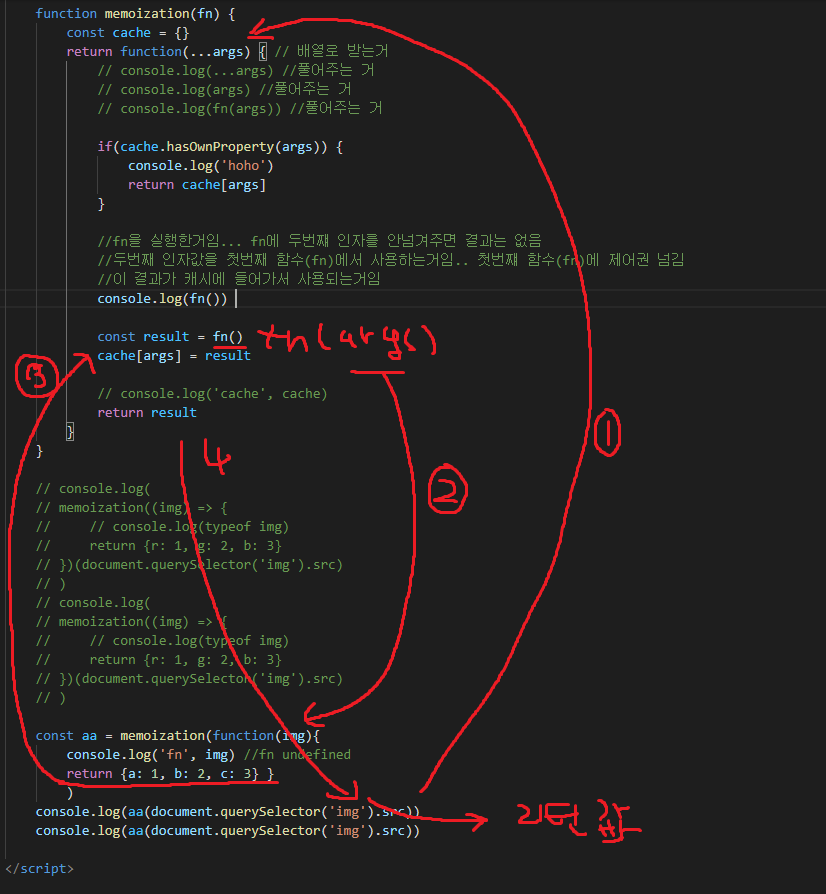 function memoization(fn) {
const cache = {}
return function(...args) { // 배열로 받는거
// console.log(...args) //풀어주는 거
// console.log(args) //풀어주는 거
// console.log(fn(args)) //풀어주는 거
if(cache.hasOwnProperty(args)) {
console.log('hoho')
return cache[args]
}
//fn을 실행한거임... fn에 두번째 인자를 안넘겨주면 결과는 없음
//두번째 인자값을 첫번째 함수(fn)에서 사용하는거임.. 첫번째 함수(fn)에 제어권 넘김
//이 결과가 캐시에 들어가서 사용되는거임
console.log(fn())
const result = fn() fn(args)
cache[args] = result
3
// console.log('cache', cache)
return result
}
1
}
4
2
// console.log(
// memoization((img) => {
// // console.log(typeof img)
// return {r: 1, g: 2, b: 3}
// })(document.querySelector('img').src)
// )
// console.log(
// memoization((img) => {
// // console.log(typeof img)
// return {r: 1, g: 2, b: 3}
// })(document.querySelector('img').src)
// )
const aa = memoization(function(img){
console.log('fn', img) //fn undefined
return {a: 1, b: 2, c: 3} }
)
console.log(aa(document.querySelector('img').src))
리턴 값
console.log(aa(document.querySelector('img').src))
</script>